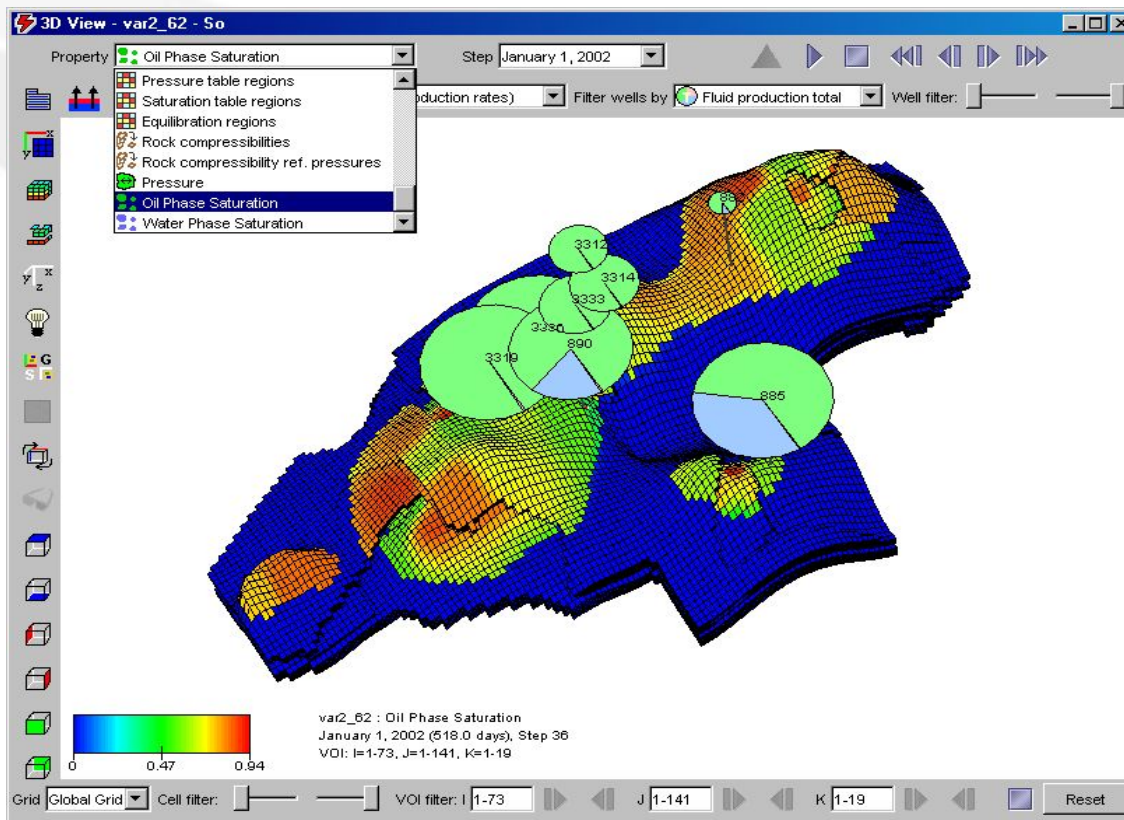 3D View - var2_62 - So
Property Oil Phase Saturation Step January 1, 2002
Pressure table regions
Saturation table regions
Equilibration regions
Rock compressibilities
Rock compressibility ref. pressures
Pressure
Oil Phase Saturation
Water Phase Saturation
oduction rates) Filter wells by Fluid production total Well filter:
88
3312
3314
3333
3336
890
3319
885
G
S
y x
y z x
var2_62 : Oil Phase Saturation
January 1, 2002 (518.0 days), Step 36
VOI: I=1-73, J=1-141, K=1-19
0 0.47 0.94
Grid Global Grid Cell filter: VOI filter: I 1-73 J 1-141 K 1-19 Reset